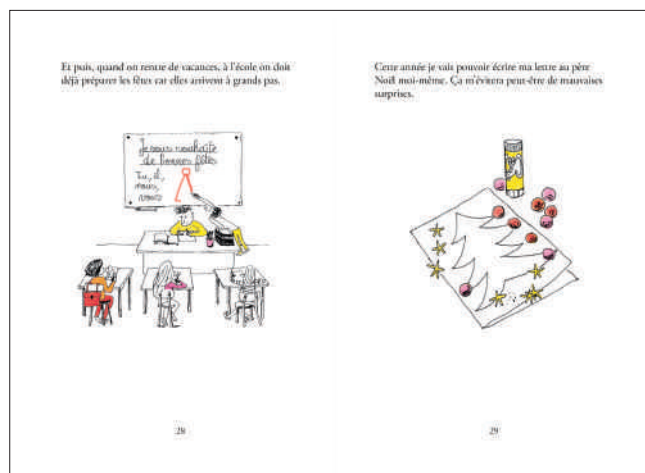 Et puis, quand on rentre de vacances, à l'école on doit
déjà préparer les fêtes car elles arrivent à grands pas.
Je vous souhaite
de bonnes fêtes
Tu, il,
nous,
vous
28
Cette année je vais pouvoir écrire ma lettre au père
Noël moi-même. Ça m'évitera peut-être de mauvaises
surprises.
29